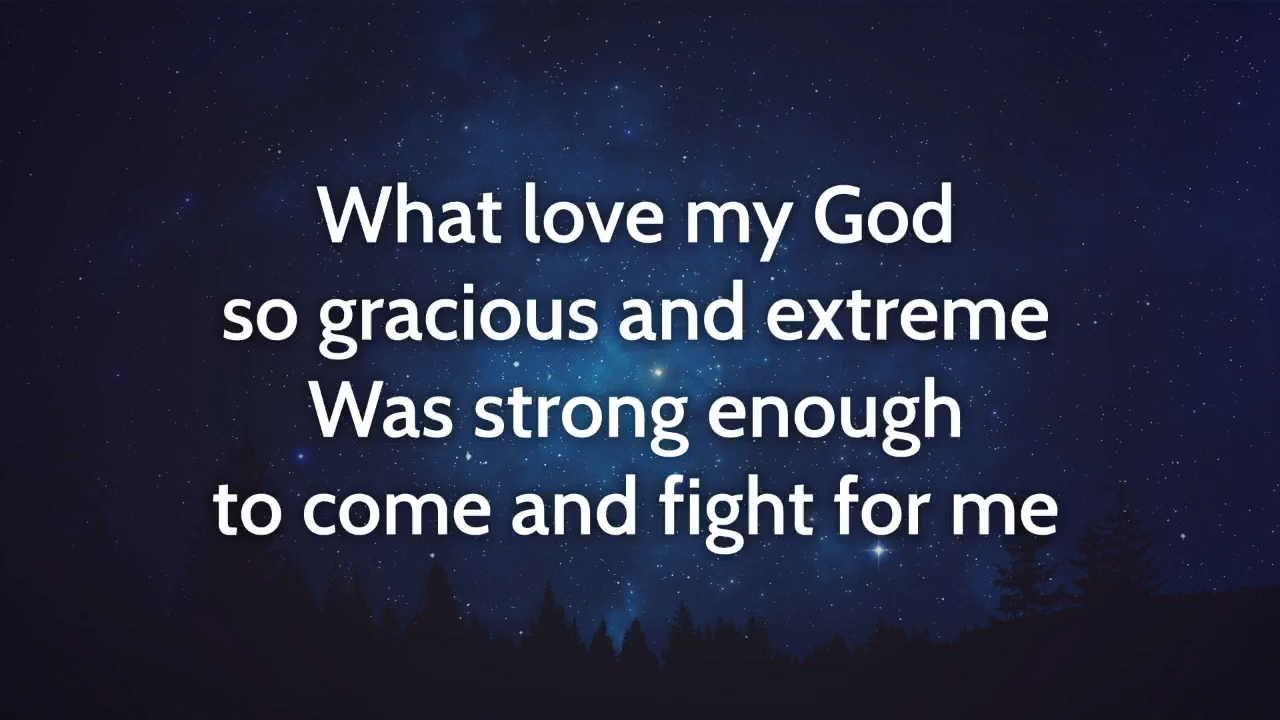 What love my God
so gracious and extreme
Was strong enough
to come and fight for me